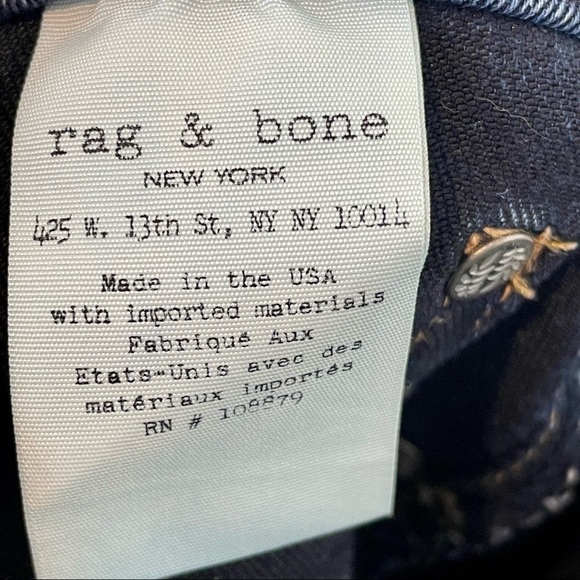 rag & bone
NEW YORK
425 W. 13th St, NY NY 10014
Made in the USA
with imported materials
Fabriqué Aux
Etats-Unis avec des
matériaux importés
RN #